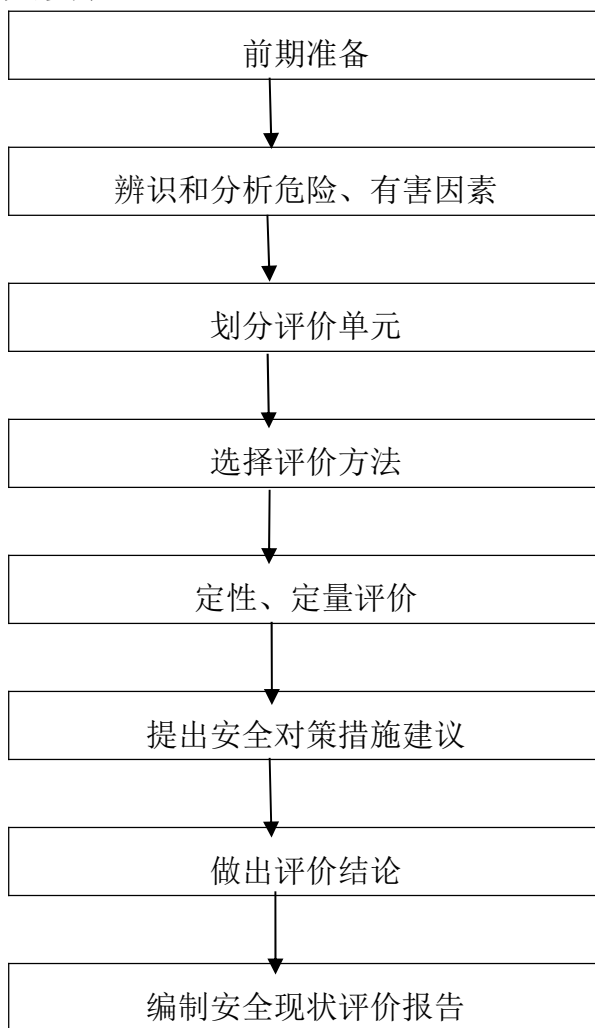 前期准备
辨识和分析危险、有害因素
划分评价单元
选择评价方法
定性、定量评价
提出安全对策措施建议
做出评价结论
编制安全现状评价报告